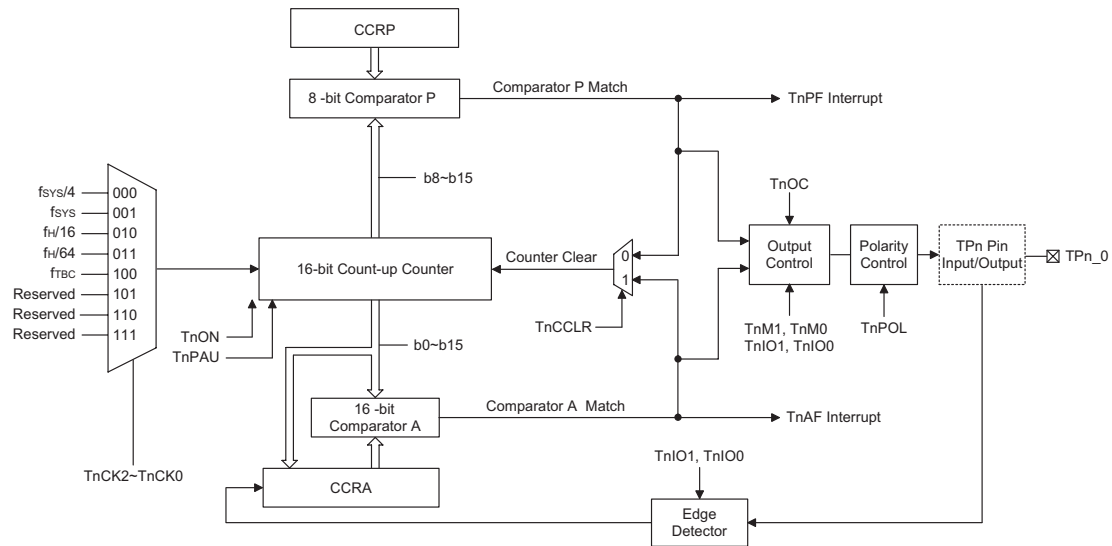 CCRP
8 -bit Comparator P
Comparator P Match
TnPF Interrupt
b8~b15
fSYS/4
000
fSYS
001
fH/16
010
fH/64
011
fTBC
100
Reserved
101
Reserved
110
Reserved
111
TnOC
16-bit Count-up Counter
Counter Clear
0
1
Output
Control
Polarity
Control
TPn Pin
Input/Output
TPn_0
TnON
TnPAU
b0~b15
TnCCLR
TnM1, TnM0
TnIO1, TnIO0
TnPOL
16 -bit
Comparator A
Comparator A Match
TnAF Interrupt
TnCK2~TnCK0
CCRA
TnIO1, TnIO0
Edge
Detector